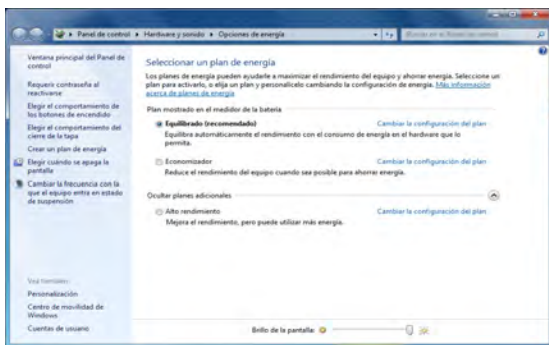 Panel de control ▸ Hardware y sonido ▸ Opciones de energía
Ventana principal del Panel de
control
Requerir contraseña al
reactivarse
Elegir el comportamiento de
los botones de encendido
Elegir el comportamiento del
cierre de la tapa
Crear un plan de energía
Elegir cuándo se apaga la
pantalla
Cambiar la frecuencia con la
que el equipo entra en estado
de suspensión
Vea también
Personalización
Centro de movilidad de
Windows
Cuentas de usuario
Seleccionar un plan de energía
Los planes de energía pueden ayudarle a maximizar el rendimiento del equipo y ahorrar energía. Seleccione un
plan para activarlo, o elija un plan y personalícelo cambiando la configuración de energía. Más información
acerca de planes de energía
Plan mostrado en el medidor de la batería
Equilibrado (recomendado) Cambiar la configuración del plan
Equilibra automáticamente el rendimiento con el consumo de energía en el hardware que lo
permita.
Economizador Cambiar la configuración del plan
Reduce el rendimiento del equipo cuando sea posible para ahorrar energía.
Ocultar planes adicionales
Alto rendimiento Cambiar la configuración del plan
Mejora el rendimiento, pero puede utilizar más energía.
Brillo de la pantalla: